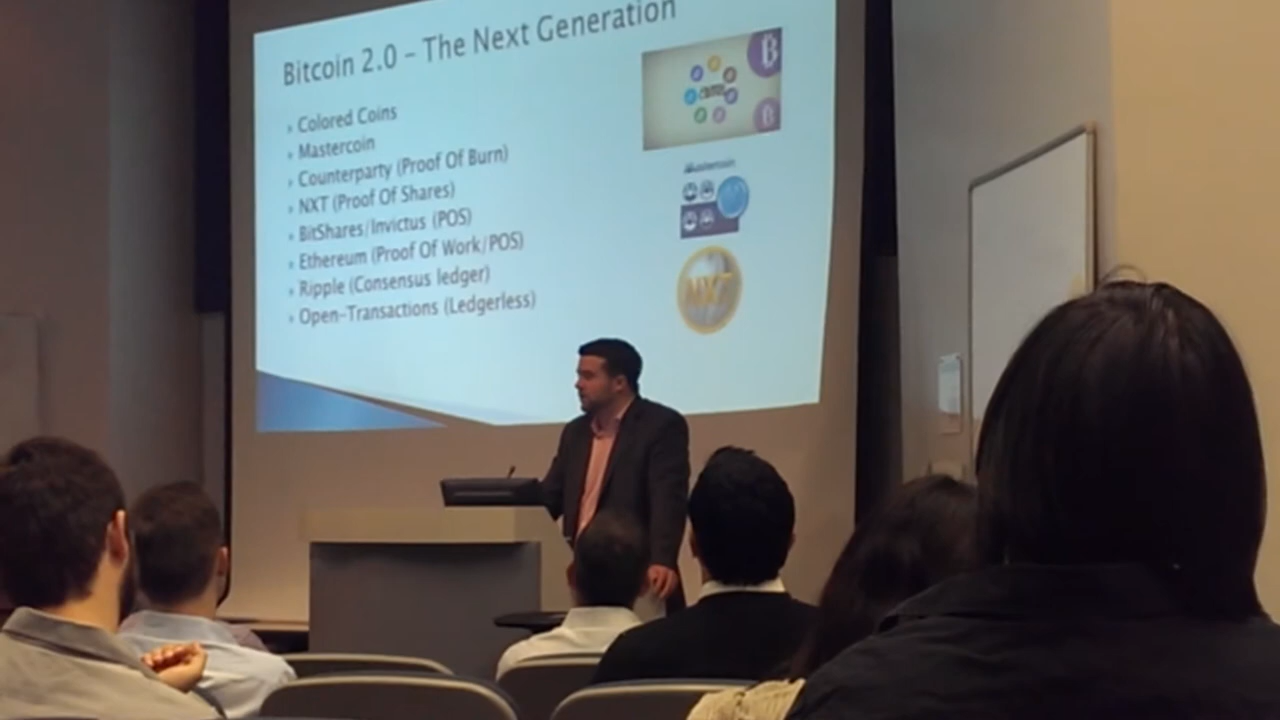 Bitcoin 2.0 - The Next Generation
Colored Coins
Mastercoin
Counterparty (Proof Of Burn)
NXT (Proof Of Shares)
BitShares/Invictus (POS)
Ethereum (Proof Of Work/POS)
Ripple (Consensus ledger)
Open-Transactions (Ledgerless)
Mastercoin
NXT